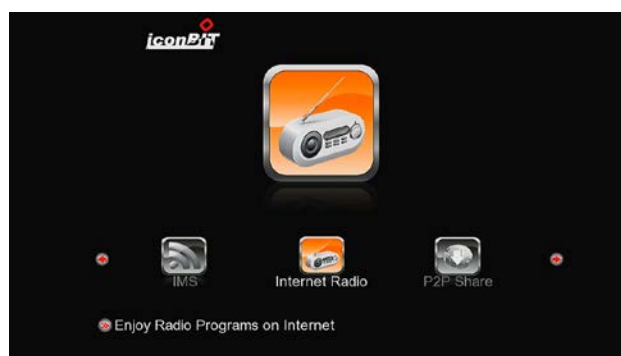 iconBIT
IMS
Internet Radio
P2P Share
Enjoy Radio Programs on Internet